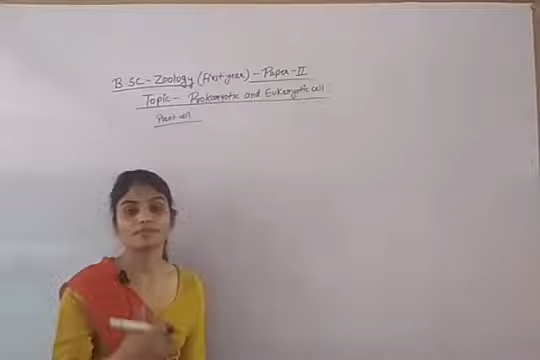 B.SC - Zoology (First year) - Paper - II
Topic - Prokaryotic and Eukaryotic cell
Plant cell